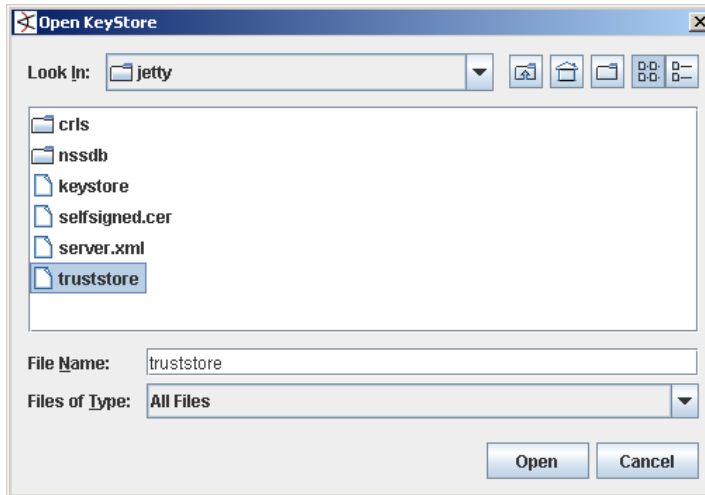 Open KeyStore
Look In: jetty
crls
nssdb
keystore
selfsigned.cer
server.xml
truststore
File Name: truststore
Files of Type: All Files
Open Cancel